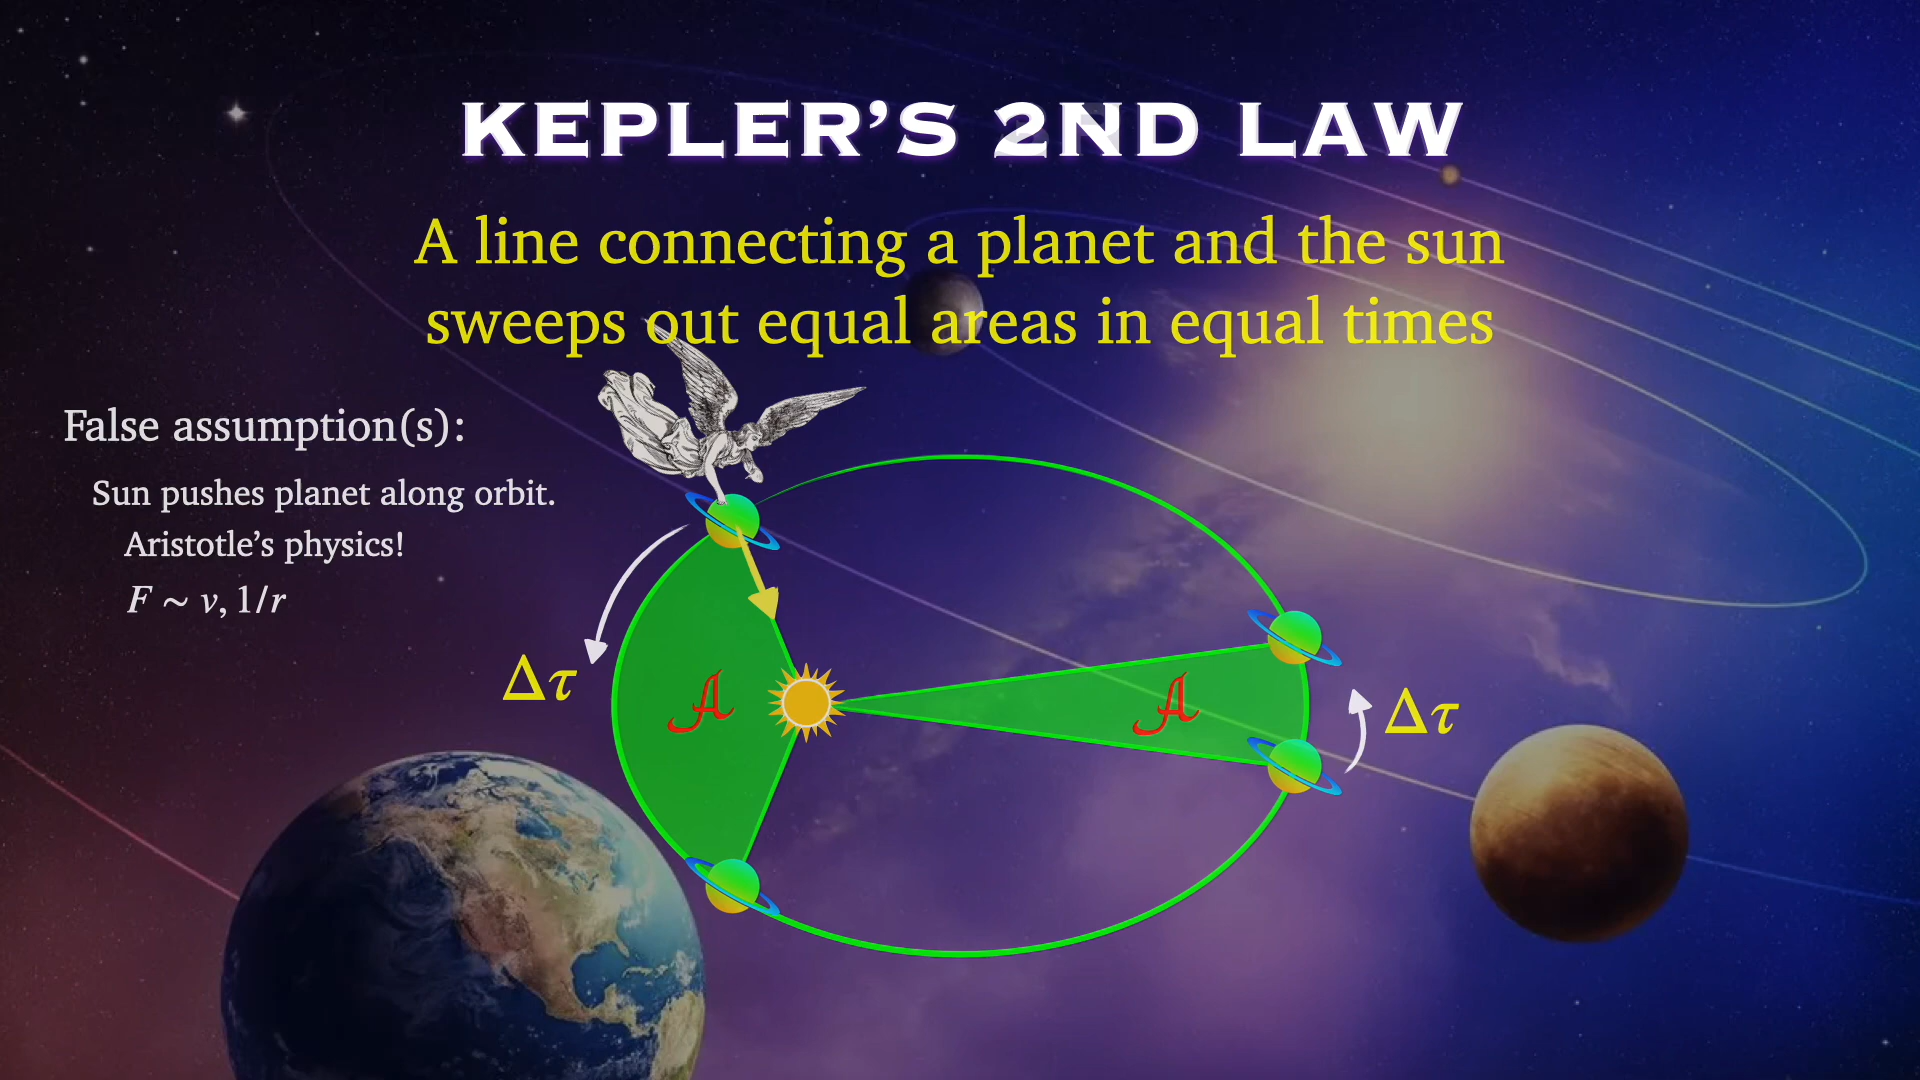 KEPLER’S 2ND LAW
A line connecting a planet and the sun
sweeps out equal areas in equal times
False assumption(s):
Sun pushes planet along orbit.
Aristotle’s physics!
F ~ v, 1/r
Δτ
𝒜
𝒜
Δτ